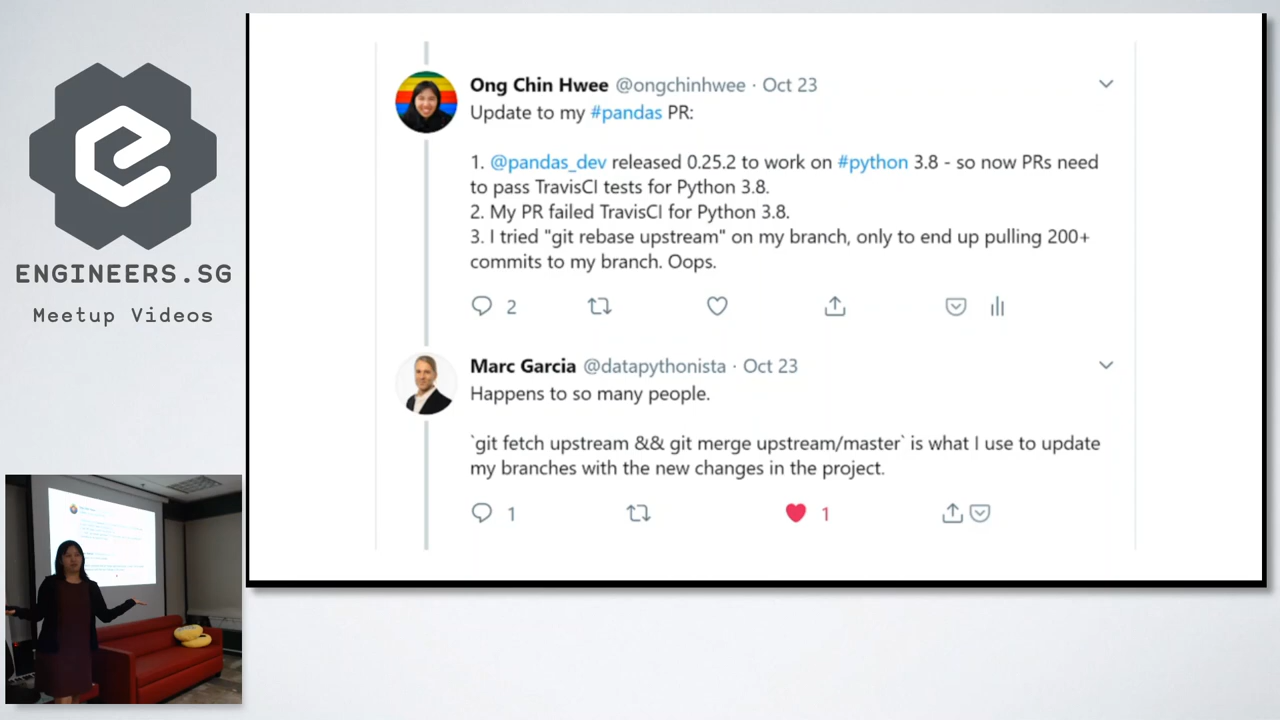 ENGINEERS.SG
Meetup Videos
Ong Chin Hwee @ongchinhwee · Oct 23
Update to my #pandas PR:
1. @pandas_dev released 0.25.2 to work on #python 3.8 - so now PRs need
to pass TravisCI tests for Python 3.8.
2. My PR failed TravisCI for Python 3.8.
3. I tried "git rebase upstream" on my branch, only to end up pulling 200+
commits to my branch. Oops.
2
Marc Garcia @datapythonista · Oct 23
Happens to so many people.
`git fetch upstream && git merge upstream/master` is what I use to update
my branches with the new changes in the project.
1 1